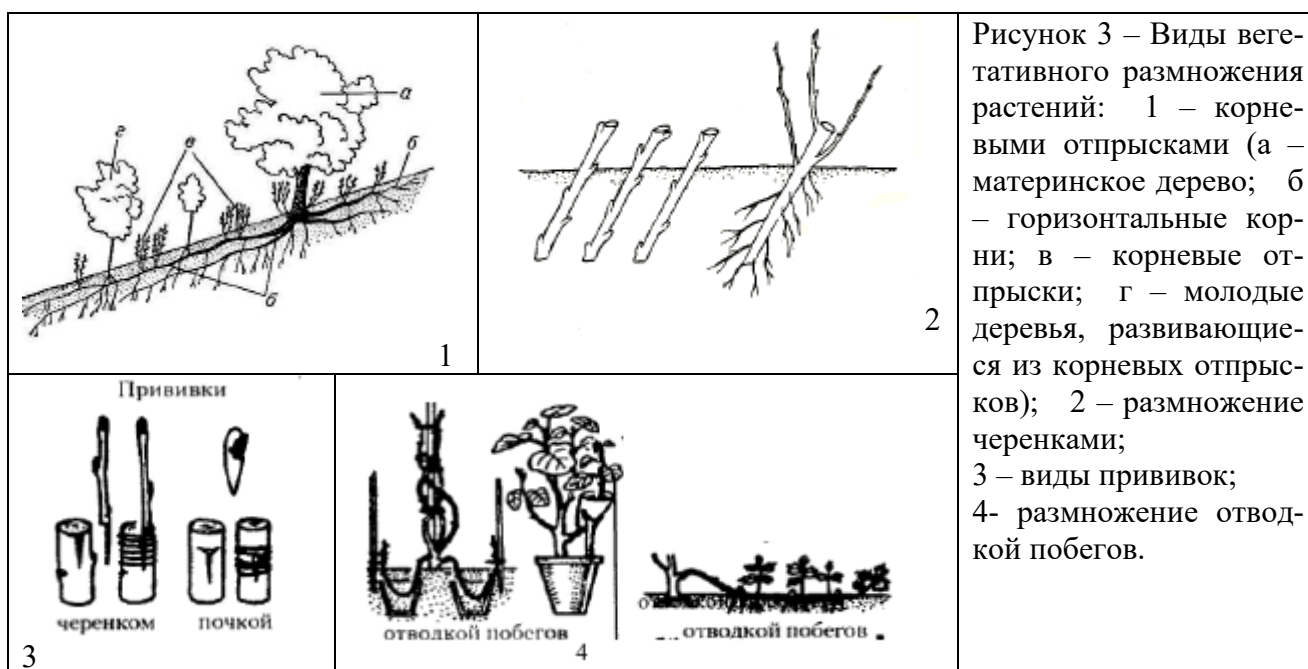 а
б
г
в
б
1
2
Рисунок 3 – Виды веге-
тативного размножения
растений: 1 – корне-
выми отпрысками (а –
материнское дерево; б
– горизонтальные кор-
ни; в – корневые от-
прыски; г – молодые
деревья, развивающие-
ся из корневых отпрыс-
ков); 2 – размножение
черенками;
3 – виды прививок;
4- размножение отвод-
кой побегов.
Прививки
черенком почкой
3
отводкой побегов
4
отводкой побегов